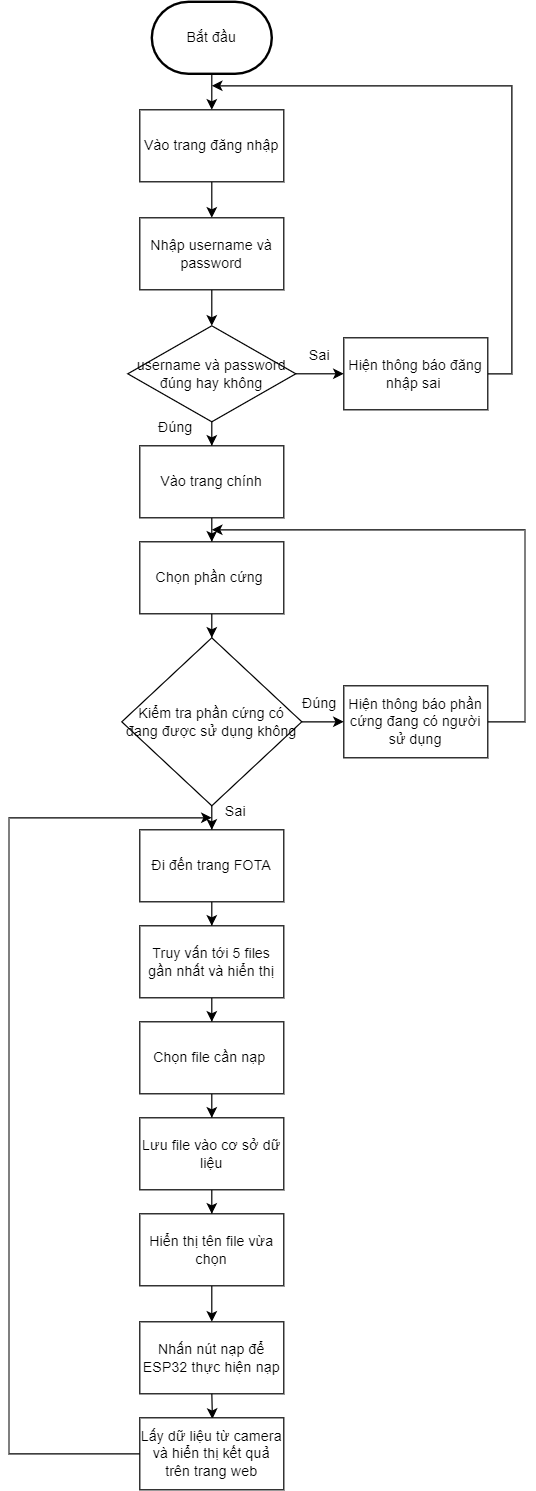 Bắt đầu
Vào trang đăng nhập
Nhập username và
password
username và password
đúng hay không
Sai
Hiện thông báo đăng
nhập sai
Đúng
Vào trang chính
Chọn phần cứng
Kiểm tra phần cứng có
đang được sử dụng không
Đúng
Hiện thông báo phần
cứng đang có người
sử dụng
Sai
Đi đến trang FOTA
Truy vấn tới 5 files
gần nhất và hiển thị
Chọn file cần nạp
Lưu file vào cơ sở dữ
liệu
Hiển thị tên file vừa
chọn
Nhấn nút nạp để
ESP32 thực hiện nạp
Lấy dữ liệu từ camera
và hiển thị kết quả
trên trang web